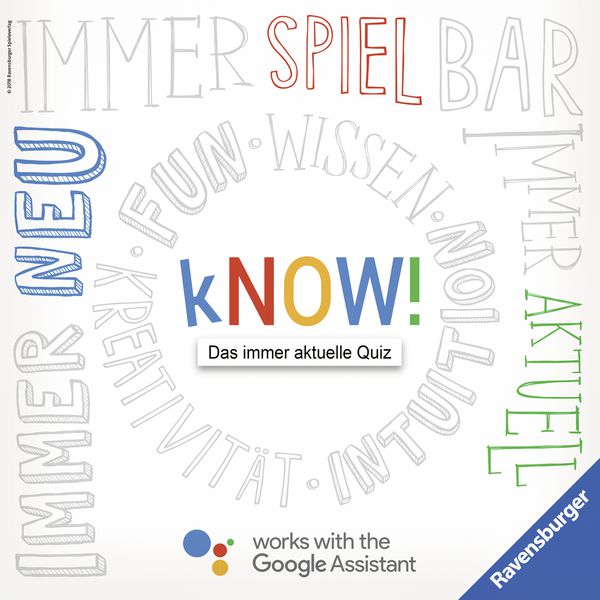 © 2018 Ravensburger Spieleverlag
IMMER SPIEL BAR
IMMER NEU
IMMER AKTUELL
FUN · WISSEN · INTUITION · KREATIVITÄT ·
kNOW!
Das immer aktuelle Quiz
works with the
Google Assistant
Ravensburger